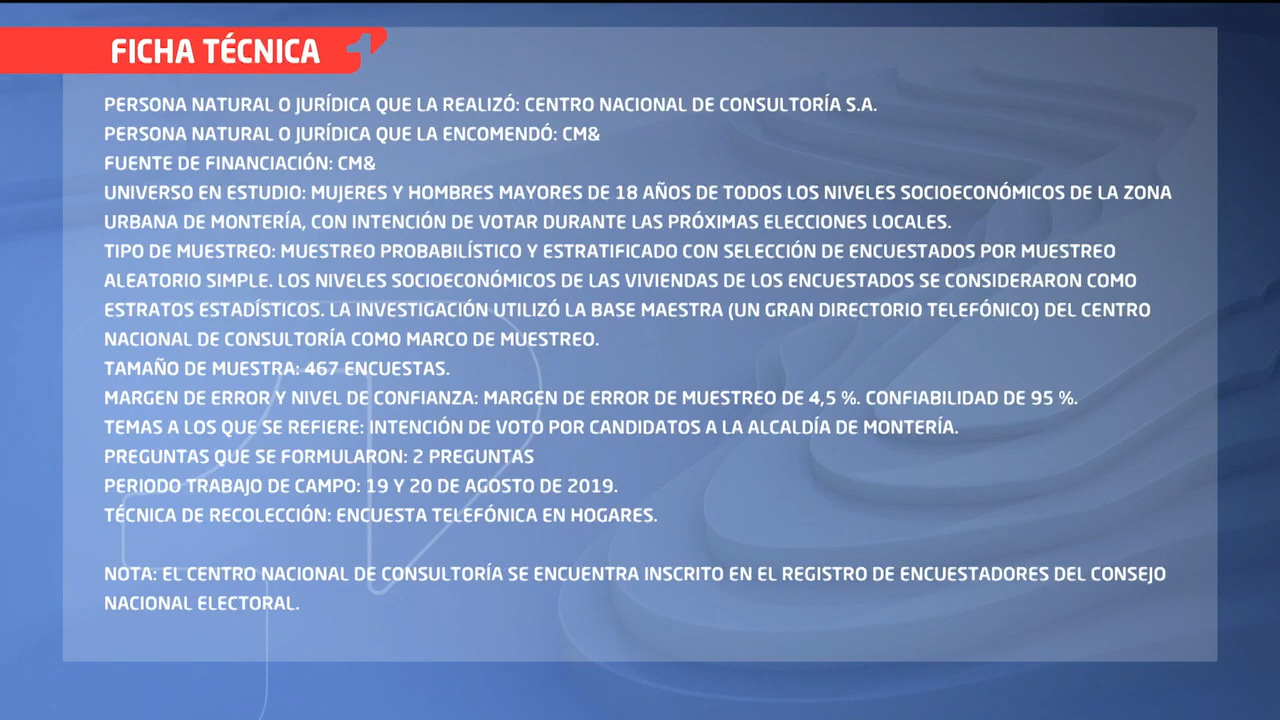 FICHA TÉCNICA
PERSONA NATURAL O JURÍDICA QUE LA REALIZÓ: CENTRO NACIONAL DE CONSULTORÍA S.A.
PERSONA NATURAL O JURÍDICA QUE LA ENCOMENDÓ: CM&
FUENTE DE FINANCIACIÓN: CM&
UNIVERSO EN ESTUDIO: MUJERES Y HOMBRES MAYORES DE 18 AÑOS DE TODOS LOS NIVELES SOCIOECONÓMICOS DE LA ZONA
URBANA DE MONTERÍA, CON INTENCIÓN DE VOTAR DURANTE LAS PRÓXIMAS ELECCIONES LOCALES.
TIPO DE MUESTREO: MUESTREO PROBABILÍSTICO Y ESTRATIFICADO CON SELECCIÓN DE ENCUESTADOS POR MUESTREO
ALEATORIO SIMPLE. LOS NIVELES SOCIOECONÓMICOS DE LAS VIVIENDAS DE LOS ENCUESTADOS SE CONSIDERARON COMO
ESTRATOS ESTADÍSTICOS. LA INVESTIGACIÓN UTILIZÓ LA BASE MAESTRA (UN GRAN DIRECTORIO TELEFÓNICO) DEL CENTRO
NACIONAL DE CONSULTORÍA COMO MARCO DE MUESTREO.
TAMAÑO DE MUESTRA: 467 ENCUESTAS.
MARGEN DE ERROR Y NIVEL DE CONFIANZA: MARGEN DE ERROR DE MUESTREO DE 4,5 %. CONFIABILIDAD DE 95 %.
TEMAS A LOS QUE SE REFIERE: INTENCIÓN DE VOTO POR CANDIDATOS A LA ALCALDÍA DE MONTERÍA.
PREGUNTAS QUE SE FORMULARON: 2 PREGUNTAS
PERIODO TRABAJO DE CAMPO: 19 Y 20 DE AGOSTO DE 2019.
TÉCNICA DE RECOLECCIÓN: ENCUESTA TELEFÓNICA EN HOGARES.
NOTA: EL CENTRO NACIONAL DE CONSULTORÍA SE ENCUENTRA INSCRITO EN EL REGISTRO DE ENCUESTADORES DEL CONSEJO
NACIONAL ELECTORAL.